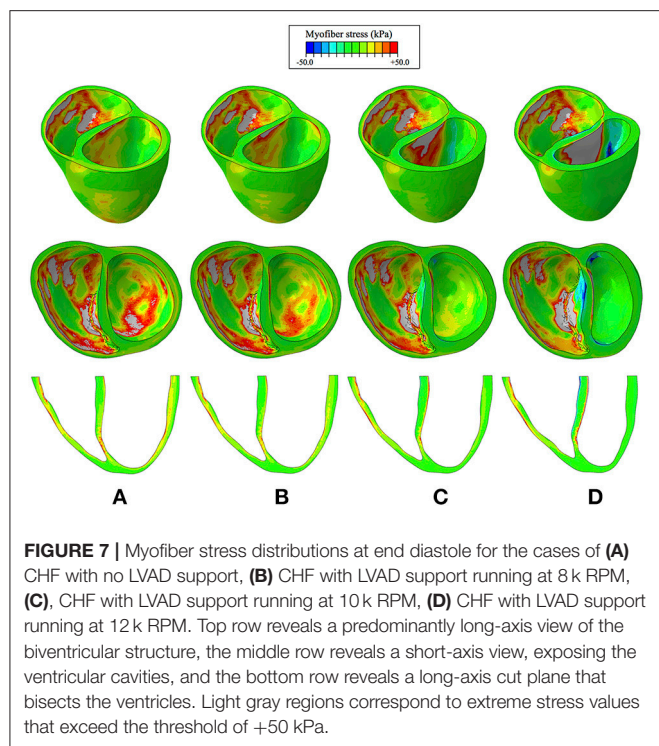 Myofiber stress (kPa)
-50.0 +50.0
A B C D
FIGURE 7 | Myofiber stress distributions at end diastole for the cases of (A)
CHF with no LVAD support, (B) CHF with LVAD support running at 8 k RPM,
(C), CHF with LVAD support running at 10 k RPM, (D) CHF with LVAD support
running at 12 k RPM. Top row reveals a predominantly long-axis view of the
biventricular structure, the middle row reveals a short-axis view, exposing the
ventricular cavities, and the bottom row reveals a long-axis cut plane that
bisects the ventricles. Light gray regions correspond to extreme stress values
that exceed the threshold of +50 kPa.